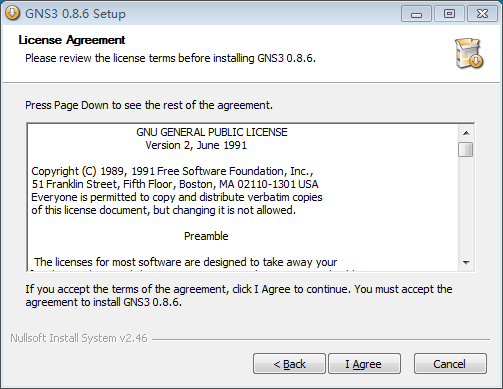 GNS3 0.8.6 Setup
License Agreement
Please review the license terms before installing GNS3 0.8.6.
Press Page Down to see the rest of the agreement.
GNU GENERAL PUBLIC LICENSE
Version 2, June 1991
Copyright (C) 1989, 1991 Free Software Foundation, Inc.,
51 Franklin Street, Fifth Floor, Boston, MA 02110-1301 USA
Everyone is permitted to copy and distribute verbatim copies
of this license document, but changing it is not allowed.
Preamble
The licenses for most software are designed to take away your
If you accept the terms of the agreement, click I Agree to continue. You must accept the
agreement to install GNS3 0.8.6.
Nullsoft Install System v2.46
< Back
I Agree
Cancel